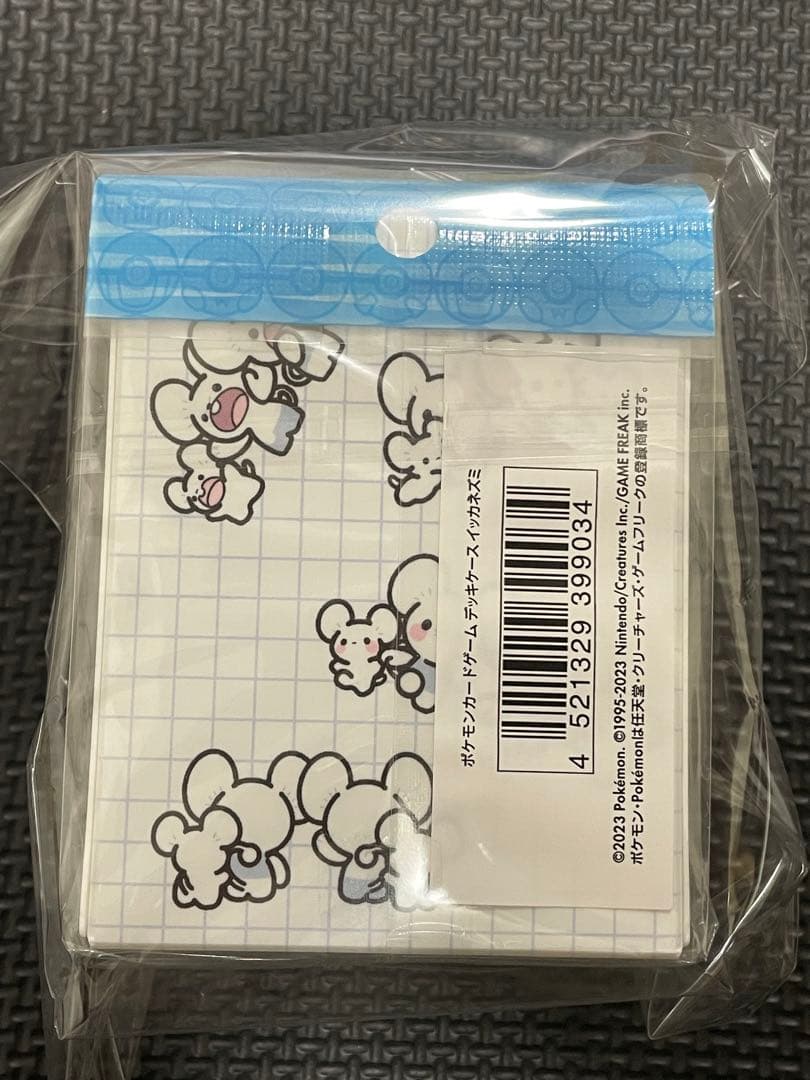 ポケモンカードゲーム デッキケース イッカネズミ
4 521329 399034
©2023 Pokémon. ©1995-2023 Nintendo/Creatures Inc./GAME FREAK inc.
ポケモン・Pokémonは任天堂・クリーチャーズ・ゲームフリークの登録商標です。